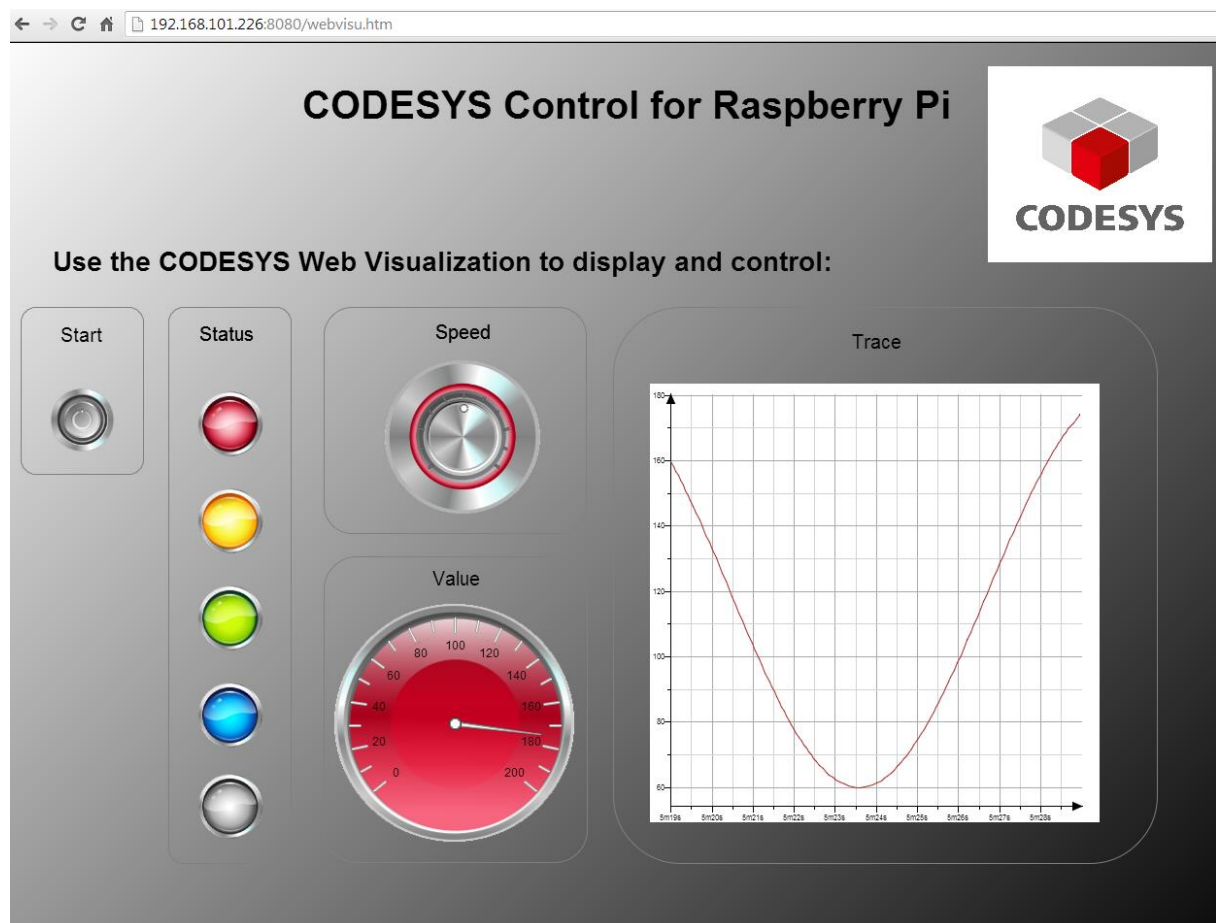 192.168.101.226:8080/webvisu.htm
CODESYS Control for Raspberry Pi
CODESYS
Use the CODESYS Web Visualization to display and control:
Start
Status
Speed
Trace
Value
0
20
40
60
80
100
120
140
160
180
200
180
160
140
120
100
80
60
5m19s 5m20s 5m21s 5m22s 5m23s 5m24s 5m25s 5m26s 5m27s 5m28s